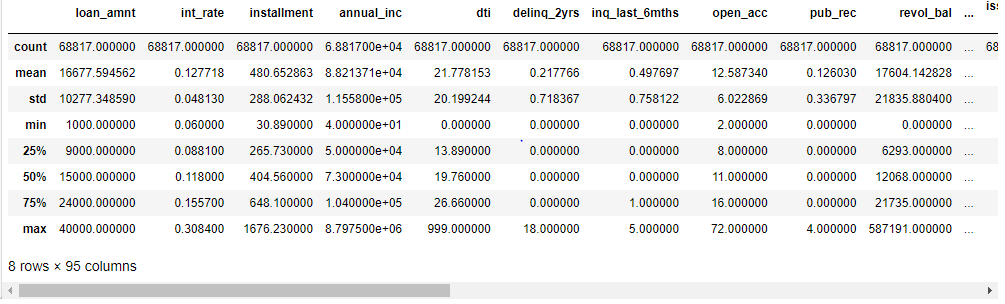 loan_amnt int_rate installment annual_inc dti delinq_2yrs inq_last_6mths open_acc pub_rec revol_bal ... iss
count 68817.000000 68817.000000 68817.000000 6.881700e+04 68817.000000 68817.000000 68817.000000 68817.000000 68817.000000 68817.000000 ... 68
mean 16677.594562 0.127718 480.652863 8.821371e+04 21.778153 0.217766 0.497697 12.587340 0.126030 17604.142828 ...
std 10277.348590 0.048130 288.062432 1.155800e+05 20.199244 0.718367 0.758122 6.022869 0.336797 21835.880400 ...
min 1000.000000 0.060000 30.890000 4.000000e+01 0.000000 0.000000 0.000000 2.000000 0.000000 0.000000 ...
25% 9000.000000 0.088100 265.730000 5.000000e+04 13.890000 0.000000 0.000000 8.000000 0.000000 6293.000000 ...
50% 15000.000000 0.118000 404.560000 7.300000e+04 19.760000 0.000000 0.000000 11.000000 0.000000 12068.000000 ...
75% 24000.000000 0.155700 648.100000 1.040000e+05 26.660000 0.000000 1.000000 16.000000 0.000000 21735.000000 ...
max 40000.000000 0.308400 1676.230000 8.797500e+06 999.000000 18.000000 5.000000 72.000000 4.000000 587191.000000 ...
8 rows × 95 columns